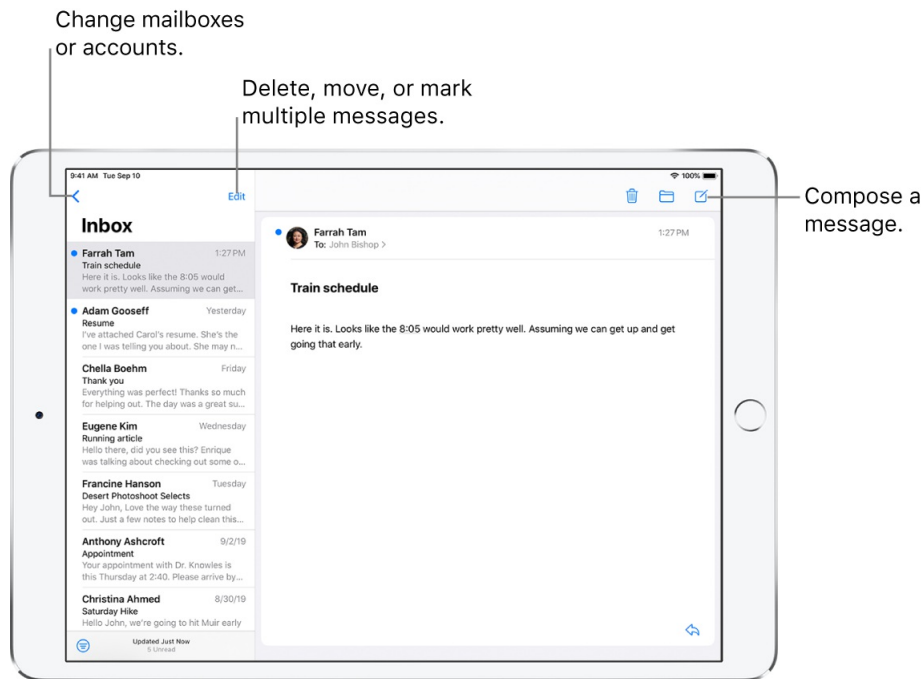 Change mailboxes
or accounts.
Delete, move, or mark
multiple messages.
9:41 AM Tue Sep 10
100%
Edit
Compose a
message.
Inbox
Farrah Tam 1:27 PM
Train schedule
Here it is. Looks like the 8:05 would
work pretty well. Assuming we can get...
Adam Gooseff Yesterday
Resume
I've attached Carol's resume. She's the
one I was telling you about. She may n...
Chella Boehm Friday
Thank you
Everything was perfect! Thanks so much
for helping out. The day was a great su...
Eugene Kim Wednesday
Running article
Hello there, did you see this? Enrique
was talking about checking out some o...
Francine Hanson Tuesday
Desert Photoshoot Selects
Hey John, Love the way these turned
out. Just a few notes to help clean this...
Anthony Ashcroft 9/2/19
Appointment
Your appointment with Dr. Knowles is
this Thursday at 2:40. Please arrive by...
Christina Ahmed 8/30/19
Saturday Hike
Hello John, we're going to hit Muir early
Updated Just Now
5 Unread
Farrah Tam 1:27 PM
To: John Bishop >
Train schedule
Here it is. Looks like the 8:05 would work pretty well. Assuming we can get up and get
going that early.